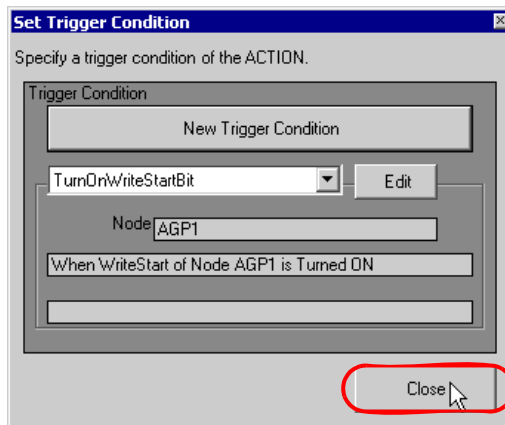 Set Trigger Condition
Specify a trigger condition of the ACTION.
Trigger Condition
New Trigger Condition
TurnOnWriteStartBit
Edit
Node AGP1
When WriteStart of Node AGP1 is Turned ON
Close